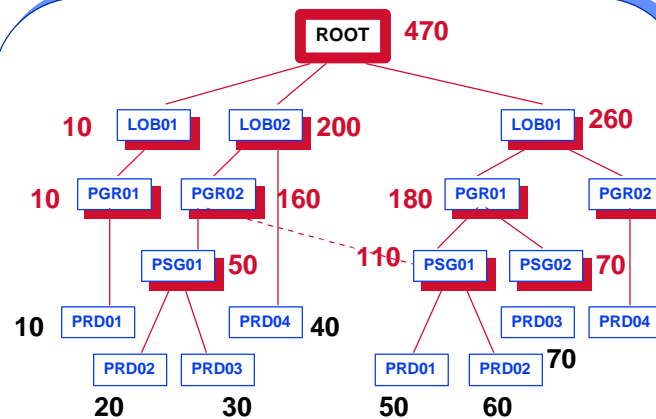 ROOT 470
10 LOB01 LOB02 200 LOB01 260
10 PGR01 PGR02 160 180 PGR01 PGR02
PSG01 50 110 PSG01 PSG02 70
10 PRD01 PRD04 40 PRD03 PRD04
PRD02 PRD03 PRD01 PRD02 70
20 30 50 60